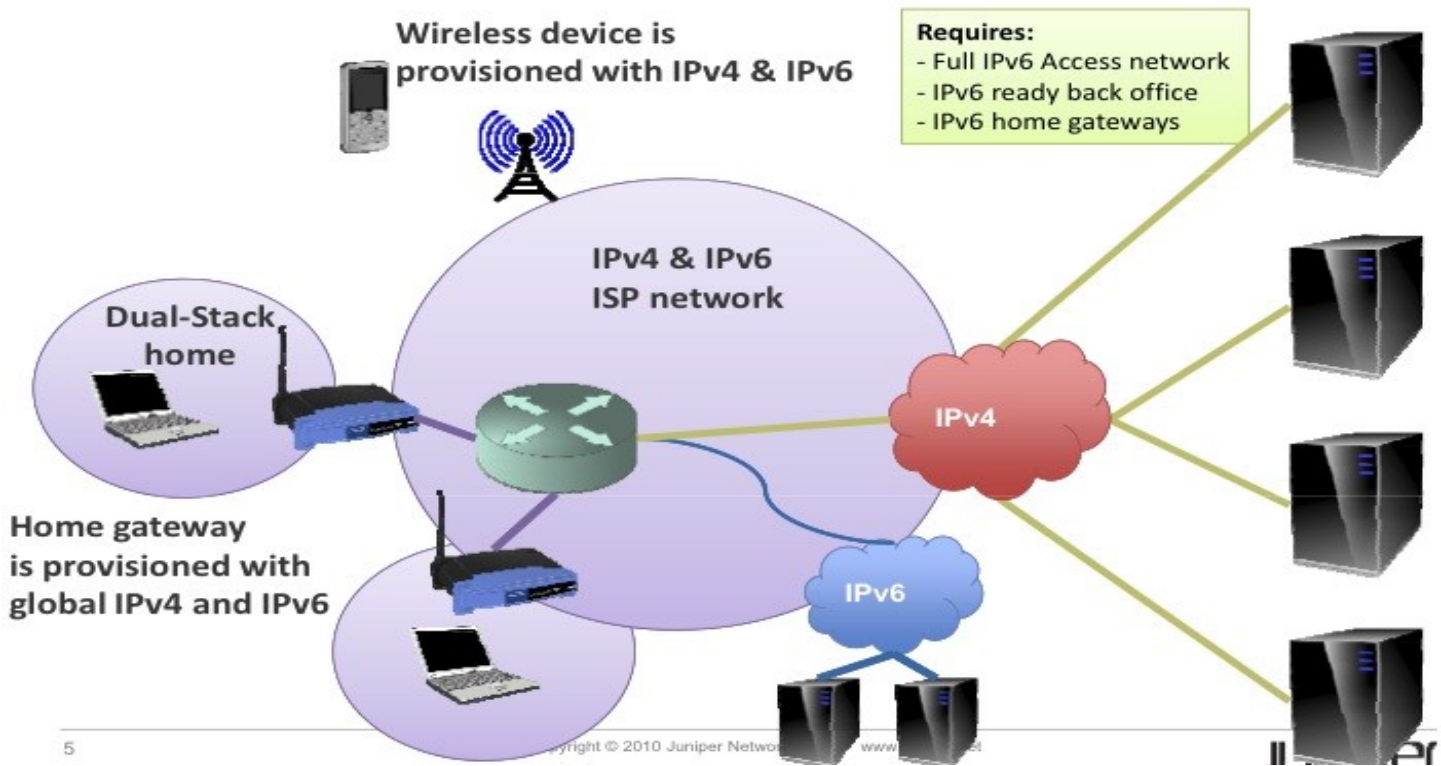 Wireless device is
provisioned with IPv4 & IPv6
Requires:
- Full IPv6 Access network
- IPv6 ready back office
- IPv6 home gateways
IPv4 & IPv6
ISP network
Dual-Stack
home
IPv4
Home gateway
is provisioned with
global IPv4 and IPv6
IPv6
5
© 2010 Juniper